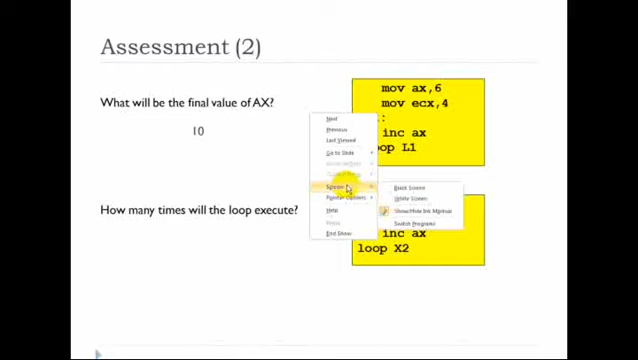 Assessment (2)
What will be the final value of AX?
10
mov ax,6
mov ecx,4
:
inc ax
oop L1
Next
Previous
Last Viewed
Go to Slide
Screen
Pointer Options
Help
Pause
End Show
Black Screen
White Screen
Show/Hide Ink Markup
Switch Programs
How many times will the loop execute?
inc ax
loop X2